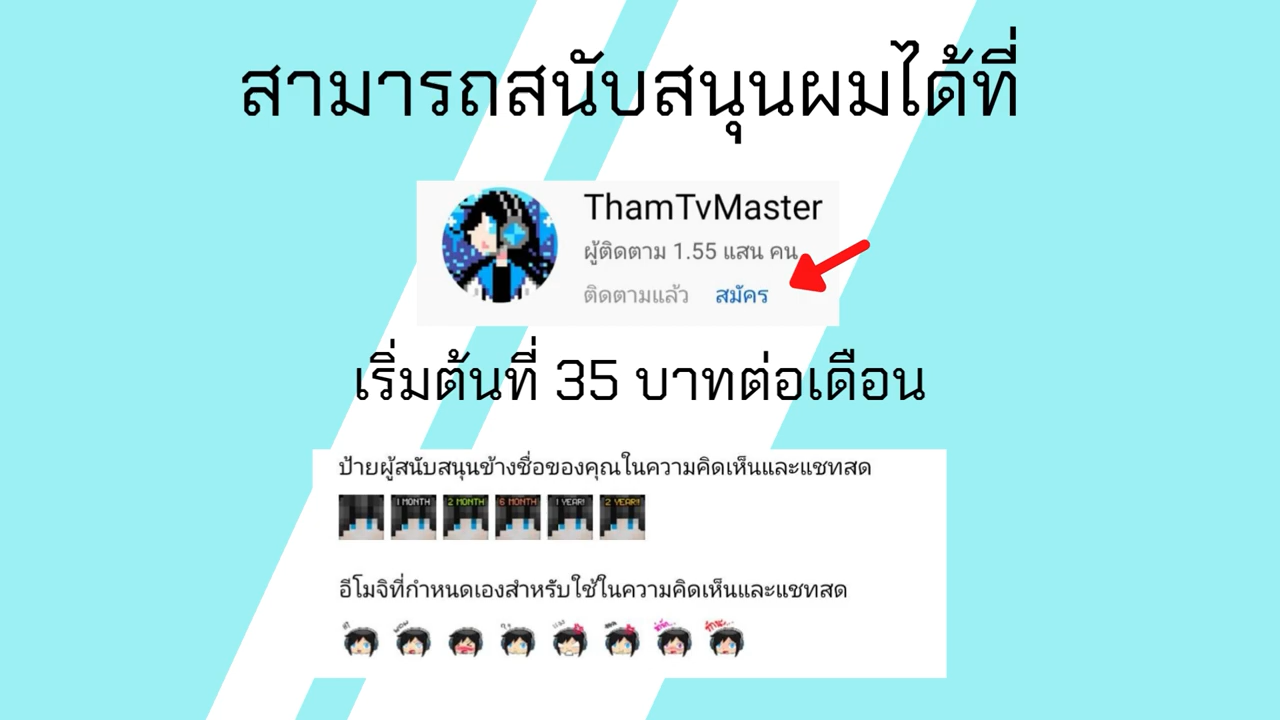 สามารถสนับสนุนผมได้ที่
ThamTvMaster
ผู้ติดตาม 1.55 แสน คน
ติดตามแล้ว สมัคร
เริ่มต้นที่ 35 บาทต่อเดือน
ป้ายผู้สนับสนุนข้างชื่อของคุณในความคิดเห็นและแชทสด
1 MONTH 2 MONTH 6 MONTH 1 YEAR! 2 YEAR!!
อีโมจิที่กำหนดเองสำหรับใช้ในความคิดเห็นและแชทสด